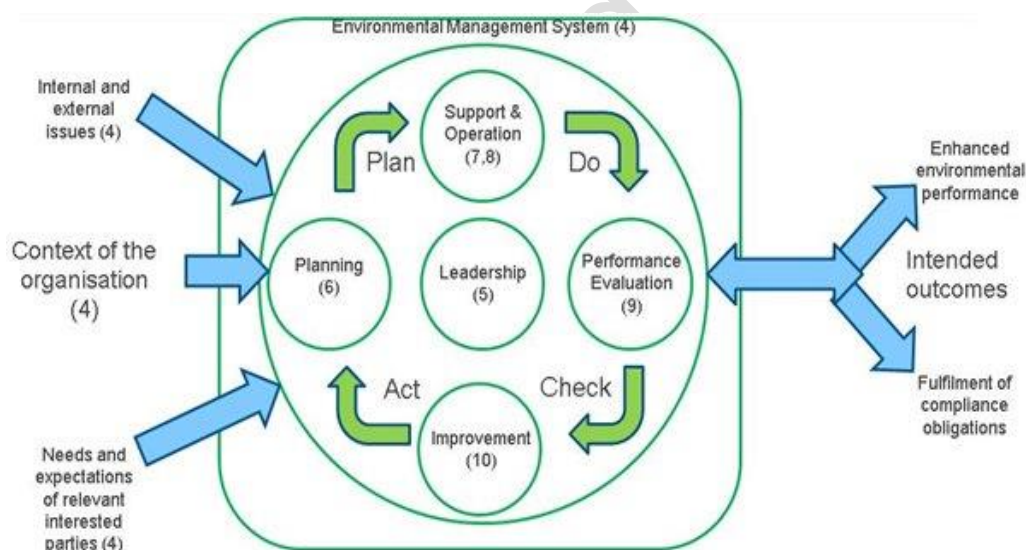 Environmental Management System (4)
Internal and
external
issues (4)
Context of the
organisation
(4)
Needs and
expectations
of relevant
interested
parties (4)
Plan
Support &
Operation
(7,8)
Do
Planning
(6)
Leadership
(5)
Performance
Evaluation
(9)
Act
Improvement
(10)
Check
Enhanced
environmental
performance
Intended
outcomes
Fulfilment of
compliance
obligations